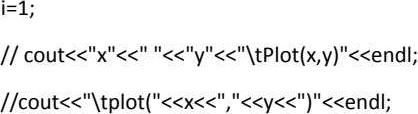 i=1;
// cout<<"x"<<" "<<"y"<<"\tPlot(x,y)"<<endl;
//cout<<"\tplot("<<x<<","<<y<<")"<<endl;